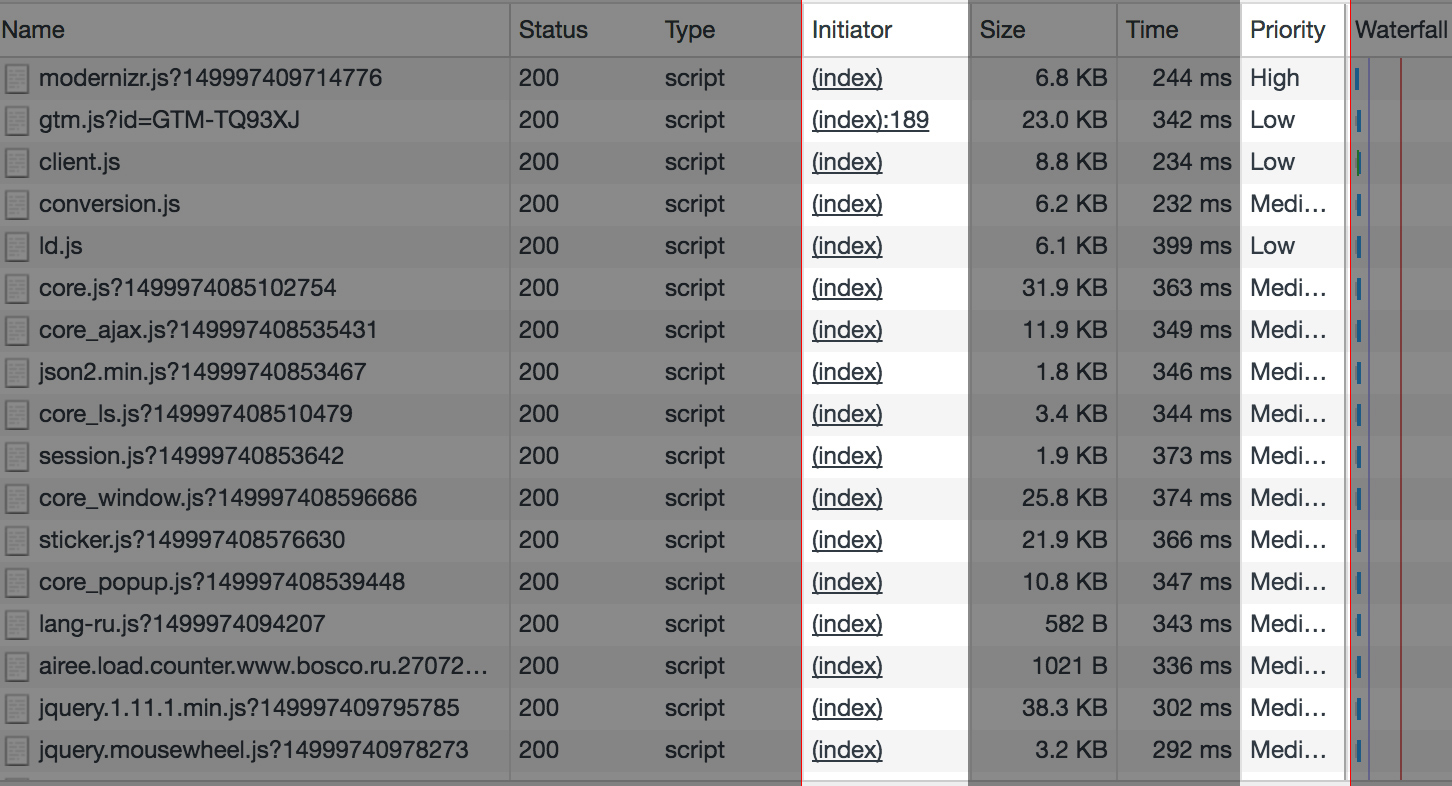 Name Status Type Initiator Size Time Priority Waterfall
modernizr.js?149997409714776 200 script (index) 6.8 KB 244 ms High
gtm.js?id=GTM-TQ93XJ 200 script (index):189 23.0 KB 342 ms Low
client.js 200 script (index) 8.8 KB 234 ms Low
conversion.js 200 script (index) 6.2 KB 232 ms Medi…
ld.js 200 script (index) 6.1 KB 399 ms Low
core.js?1499974085102754 200 script (index) 31.9 KB 363 ms Medi…
core_ajax.js?149997408535431 200 script (index) 11.9 KB 349 ms Medi…
json2.min.js?14999740853467 200 script (index) 1.8 KB 346 ms Medi…
core_ls.js?149997408510479 200 script (index) 3.4 KB 344 ms Medi…
session.js?14999740853642 200 script (index) 1.9 KB 373 ms Medi…
core_window.js?149997408596686 200 script (index) 25.8 KB 374 ms Medi…
sticker.js?149997408576630 200 script (index) 21.9 KB 366 ms Medi…
core_popup.js?149997408539448 200 script (index) 10.8 KB 347 ms Medi…
lang-ru.js?1499974094207 200 script (index) 582 B 343 ms Medi…
airee.load.counter.www.bosco.ru.27072… 200 script (index) 1021 B 336 ms Medi…
jquery.1.11.1.min.js?149997409795785 200 script (index) 38.3 KB 302 ms Medi…
jquery.mousewheel.js?14999740978273 200 script (index) 3.2 KB 292 ms Medi…